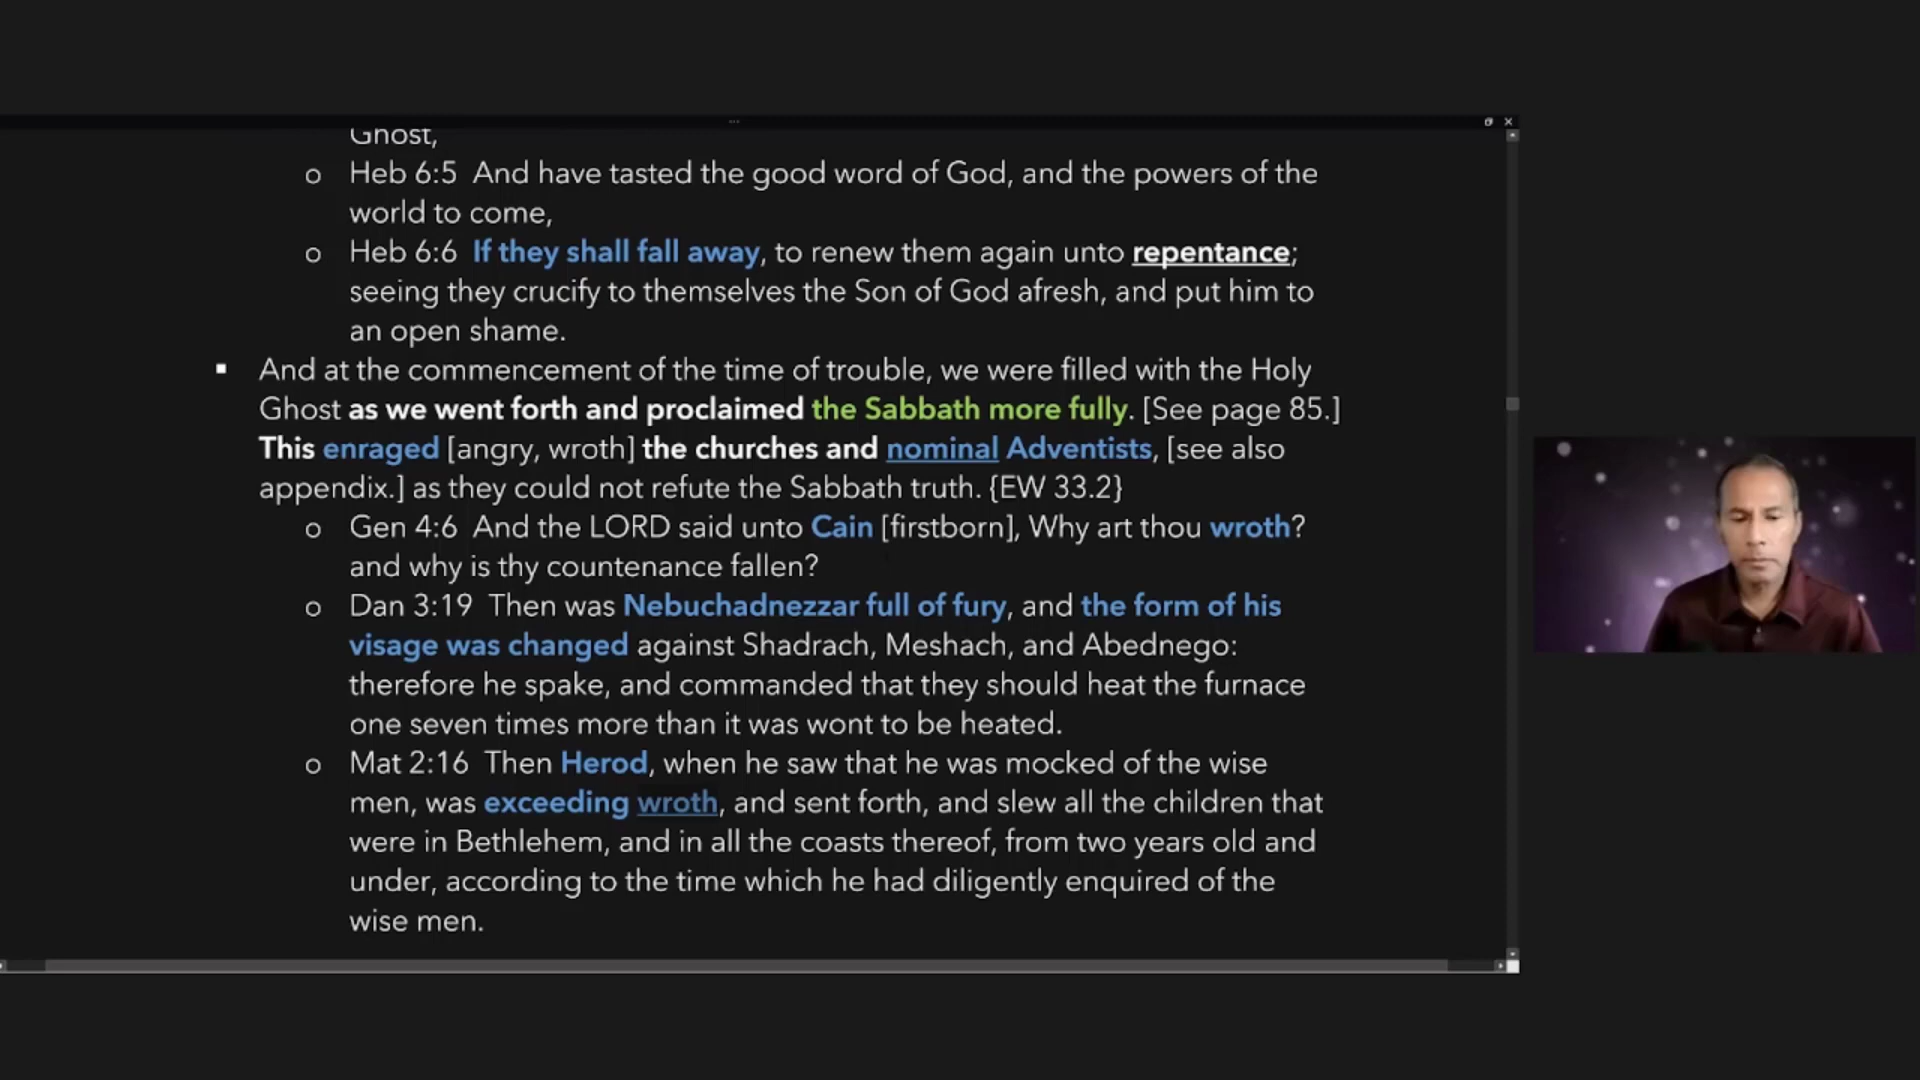 Ghost,
o Heb 6:5 And have tasted the good word of God, and the powers of the
world to come,
o Heb 6:6 If they shall fall away, to renew them again unto repentance;
seeing they crucify to themselves the Son of God afresh, and put him to
an open shame.
▪ And at the commencement of the time of trouble, we were filled with the Holy
Ghost as we went forth and proclaimed the Sabbath more fully. [See page 85.]
This enraged [angry, wroth] the churches and nominal Adventists, [see also
appendix.] as they could not refute the Sabbath truth. {EW 33.2}
o Gen 4:6 And the LORD said unto Cain [firstborn], Why art thou wroth?
and why is thy countenance fallen?
o Dan 3:19 Then was Nebuchadnezzar full of fury, and the form of his
visage was changed against Shadrach, Meshach, and Abednego:
therefore he spake, and commanded that they should heat the furnace
one seven times more than it was wont to be heated.
o Mat 2:16 Then Herod, when he saw that he was mocked of the wise
men, was exceeding wroth, and sent forth, and slew all the children that
were in Bethlehem, and in all the coasts thereof, from two years old and
under, according to the time which he had diligently enquired of the
wise men.